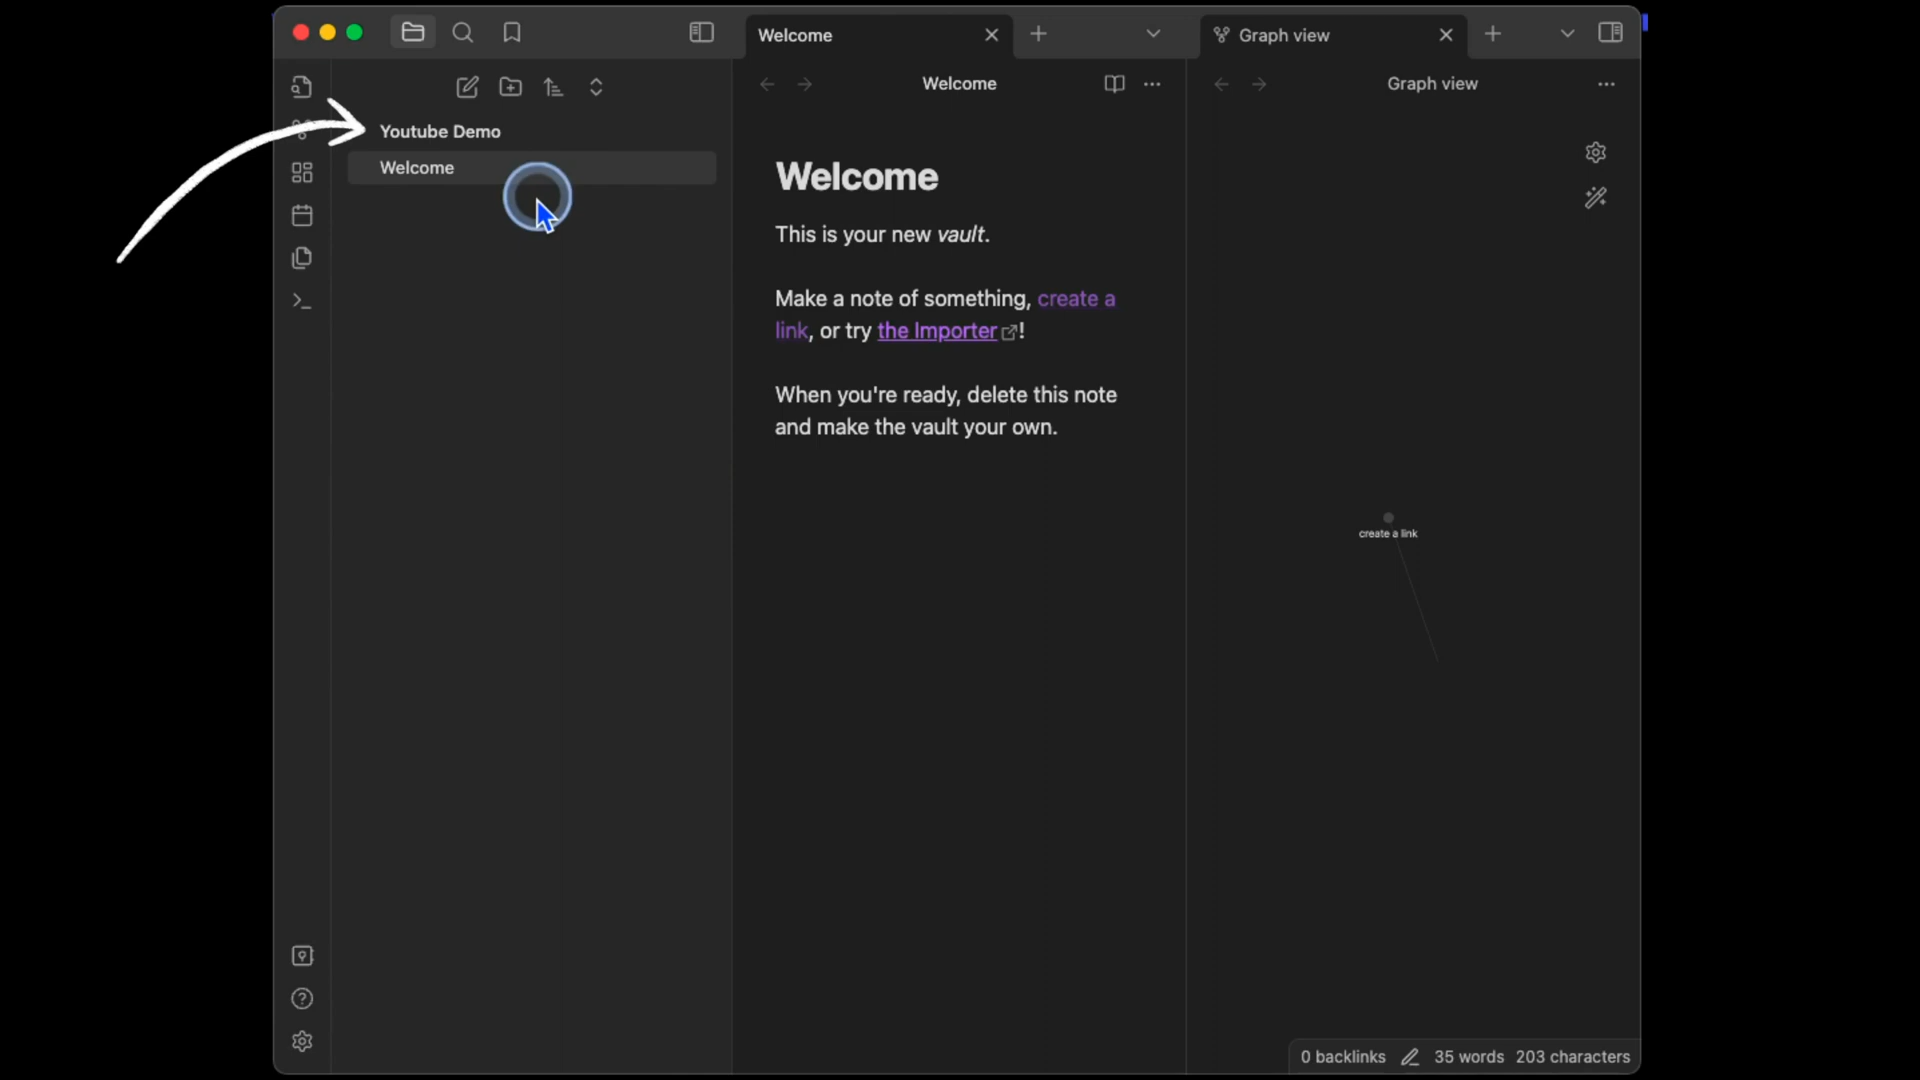 Welcome
Graph view
Youtube Demo
Welcome
Welcome
Graph view
Welcome
This is your new vault.
Make a note of something, create a
link, or try the Importer!
When you're ready, delete this note
and make the vault your own.
create a link
0 backlinks 35 words 203 characters